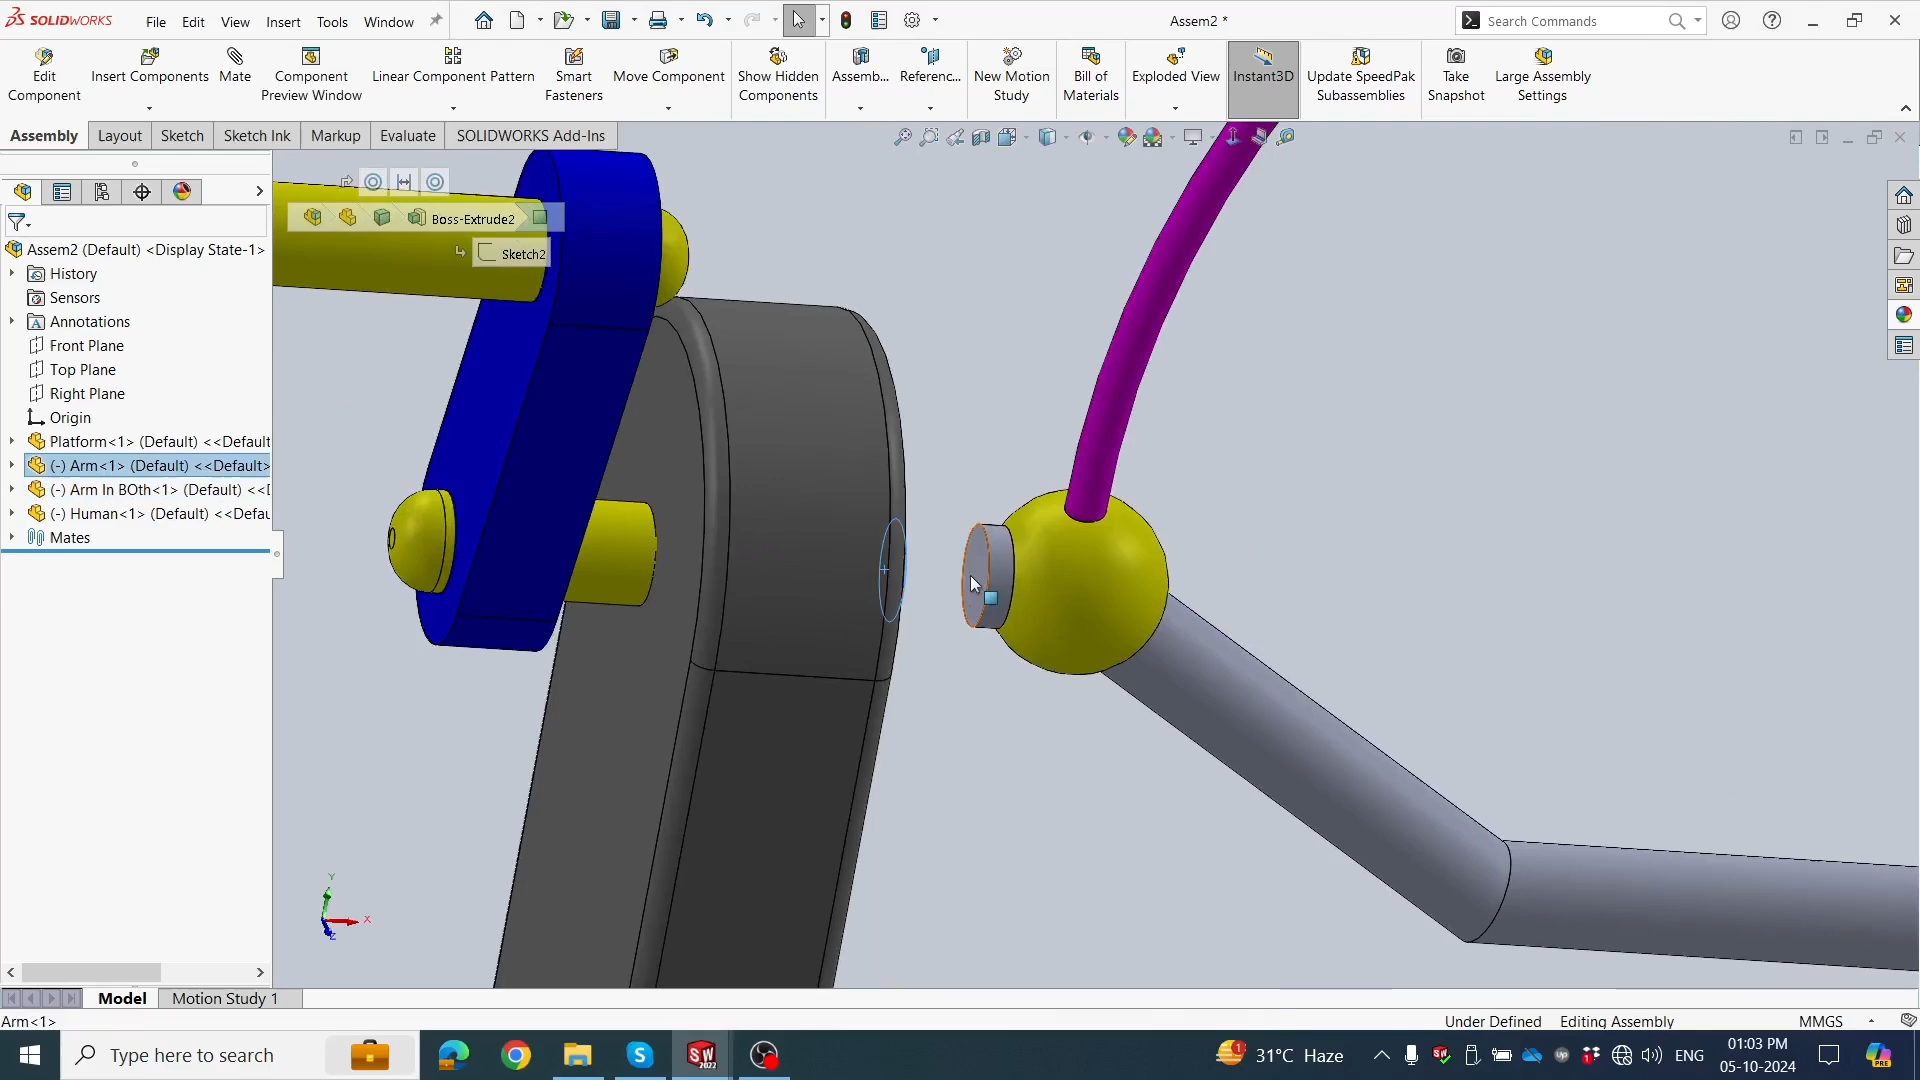 SOLIDWORKS File Edit View Insert Tools Window Assem2 * Search Commands
Edit Component
Insert Components
Mate
Component Preview Window
Linear Component Pattern
Smart Fasteners
Move Component
Show Hidden Components
Assemb...
Referenc...
New Motion Study
Bill of Materials
Exploded View
Instant3D
Update SpeedPak Subassemblies
Take Snapshot
Large Assembly Settings
Assembly Layout Sketch Sketch Ink Markup Evaluate SOLIDWORKS Add-Ins
Boss-Extrude2
Sketch2
Assem2 (Default) <Display State-1>
History
Sensors
Annotations
Front Plane
Top Plane
Right Plane
Origin
Platform<1> (Default) <<Default
(-) Arm<1> (Default) <<Default>
(-) Arm In BOth<1> (Default) <<D
(-) Human<1> (Default) <<Defau
Mates
Y
X
Z
Model Motion Study 1
Arm<1> Under Defined Editing Assembly MMGS
Type here to search
SW 2022
1 31°C Haze ENG 01:03 PM
05-10-2024
PRE